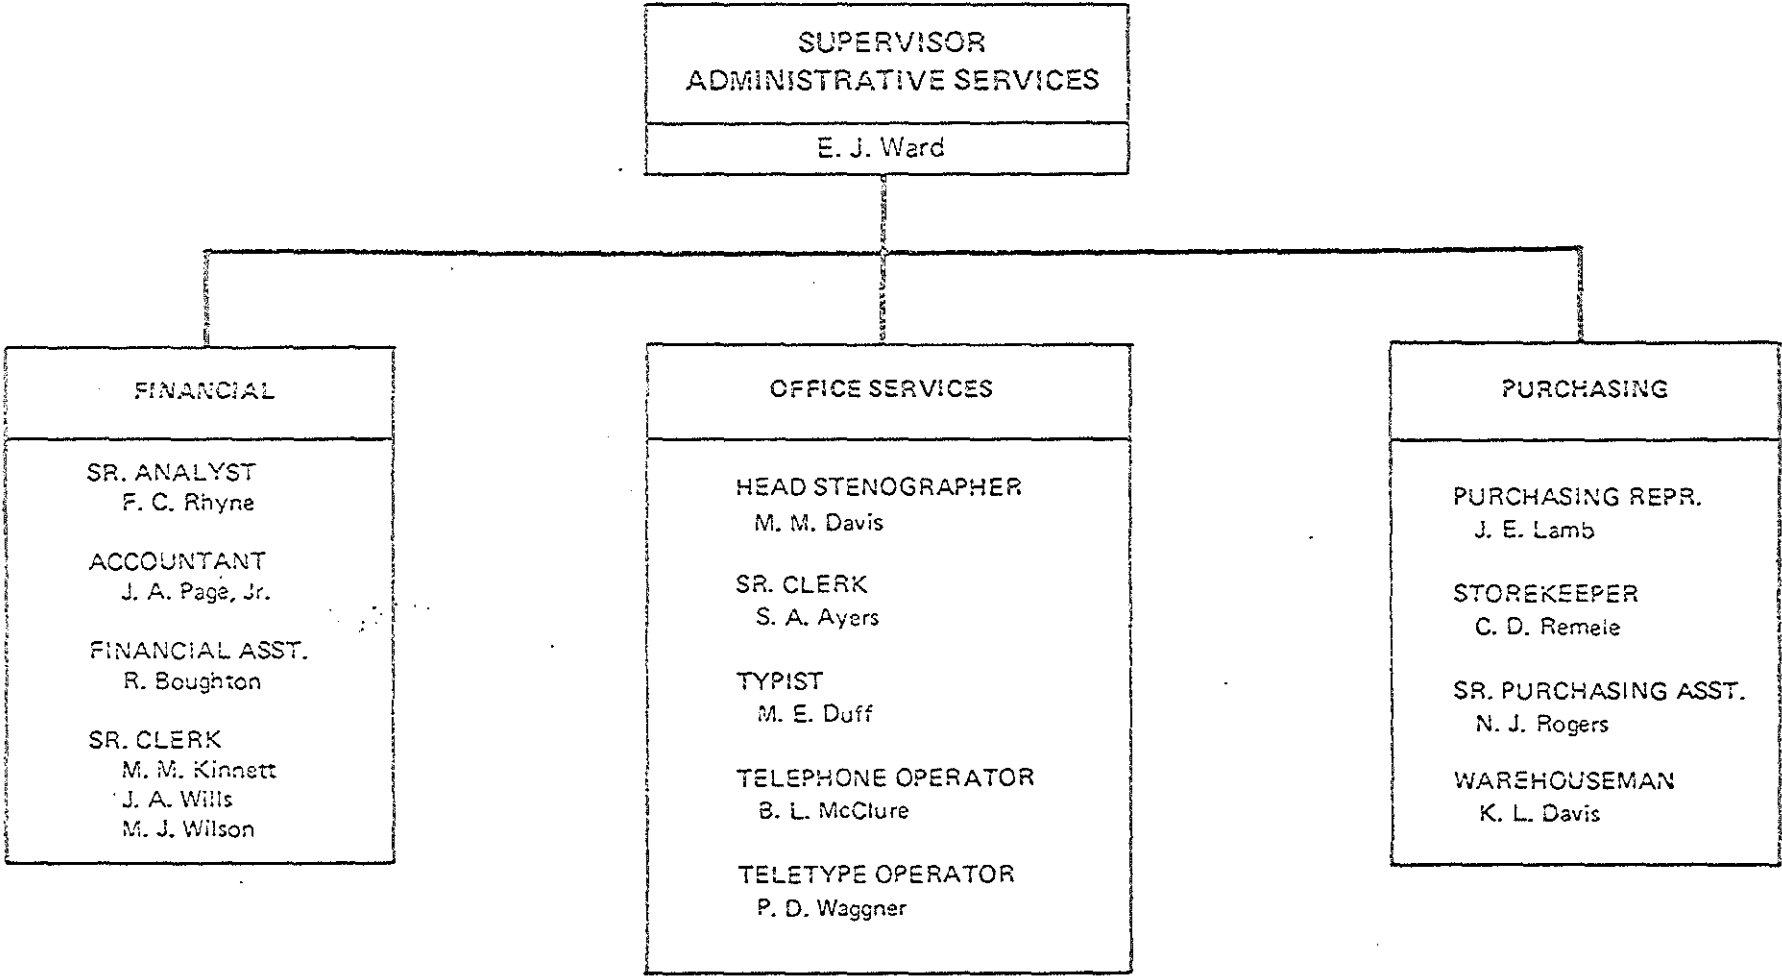 SUPERVISOR
ADMINISTRATIVE SERVICES
E. J. Ward
FINANCIAL
SR. ANALYST
F. C. Rhyne
ACCOUNTANT
J. A. Page, Jr.
FINANCIAL ASST.
R. Boughton
SR. CLERK
M. M. Kinnett
J. A. Wills
M. J. Wilson
OFFICE SERVICES
HEAD STENOGRAPHER
M. M. Davis
SR. CLERK
S. A. Ayers
TYPIST
M. E. Duff
TELEPHONE OPERATOR
B. L. McClure
TELETYPE OPERATOR
P. D. Waggner
PURCHASING
PURCHASING REPR.
J. E. Lamb
STOREKEEPER
C. D. Remele
SR. PURCHASING ASST.
N. J. Rogers
WAREHOUSEMAN
K. L. Davis